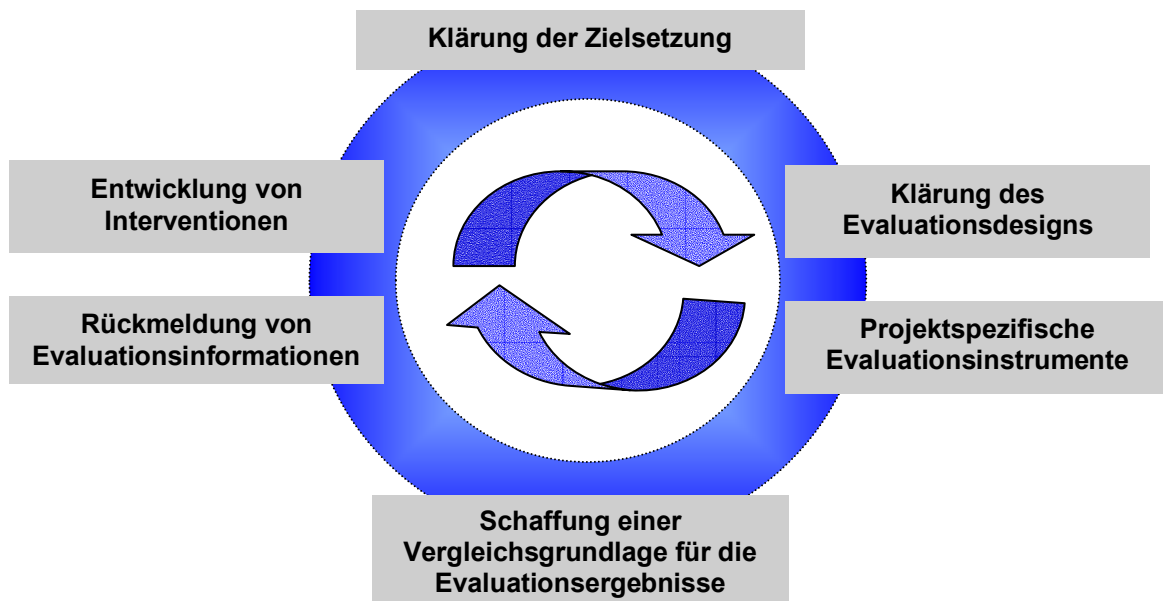 Klärung der Zielsetzung
Klärung des
Evaluationsdesigns
Projektspezifische
Evaluationsinstrumente
Schaffung einer
Vergleichsgrundlage für die
Evaluationsergebnisse
Rückmeldung von
Evaluationsinformationen
Entwicklung von
Interventionen